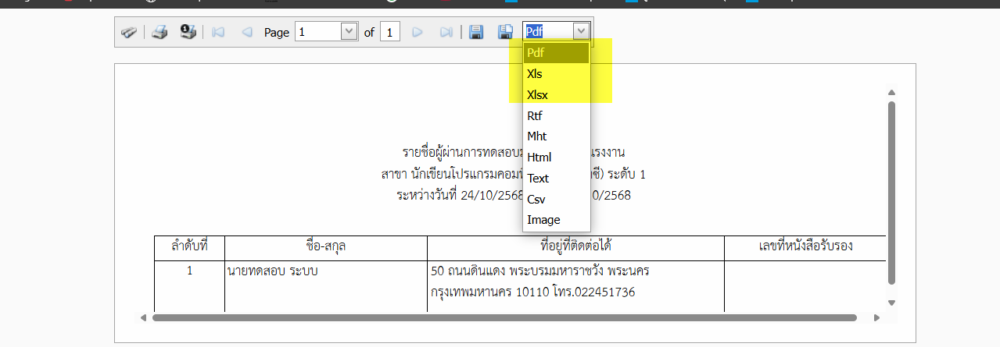 Page 1 of 1 Pdf
Pdf
Xls
Xlsx
Rtf
Mht
Html
Text
Csv
Image
รายชื่อผู้ผ่านการทดสอบ แรงงาน
สาขา นักเขียนโปรแกรมคอม ซี) ระดับ 1
ระหว่างวันที่ 24/10/2568 0/2568
ลำดับที่ ชื่อ-สกุล ที่อยู่ที่ติดต่อได้ เลขที่หนังสือรับรอง
1 นายทดสอบ ระบบ 50 ถนนดินแดง พระบรมมหาราชวัง พระนคร
กรุงเทพมหานคร 10110 โทร.022451736